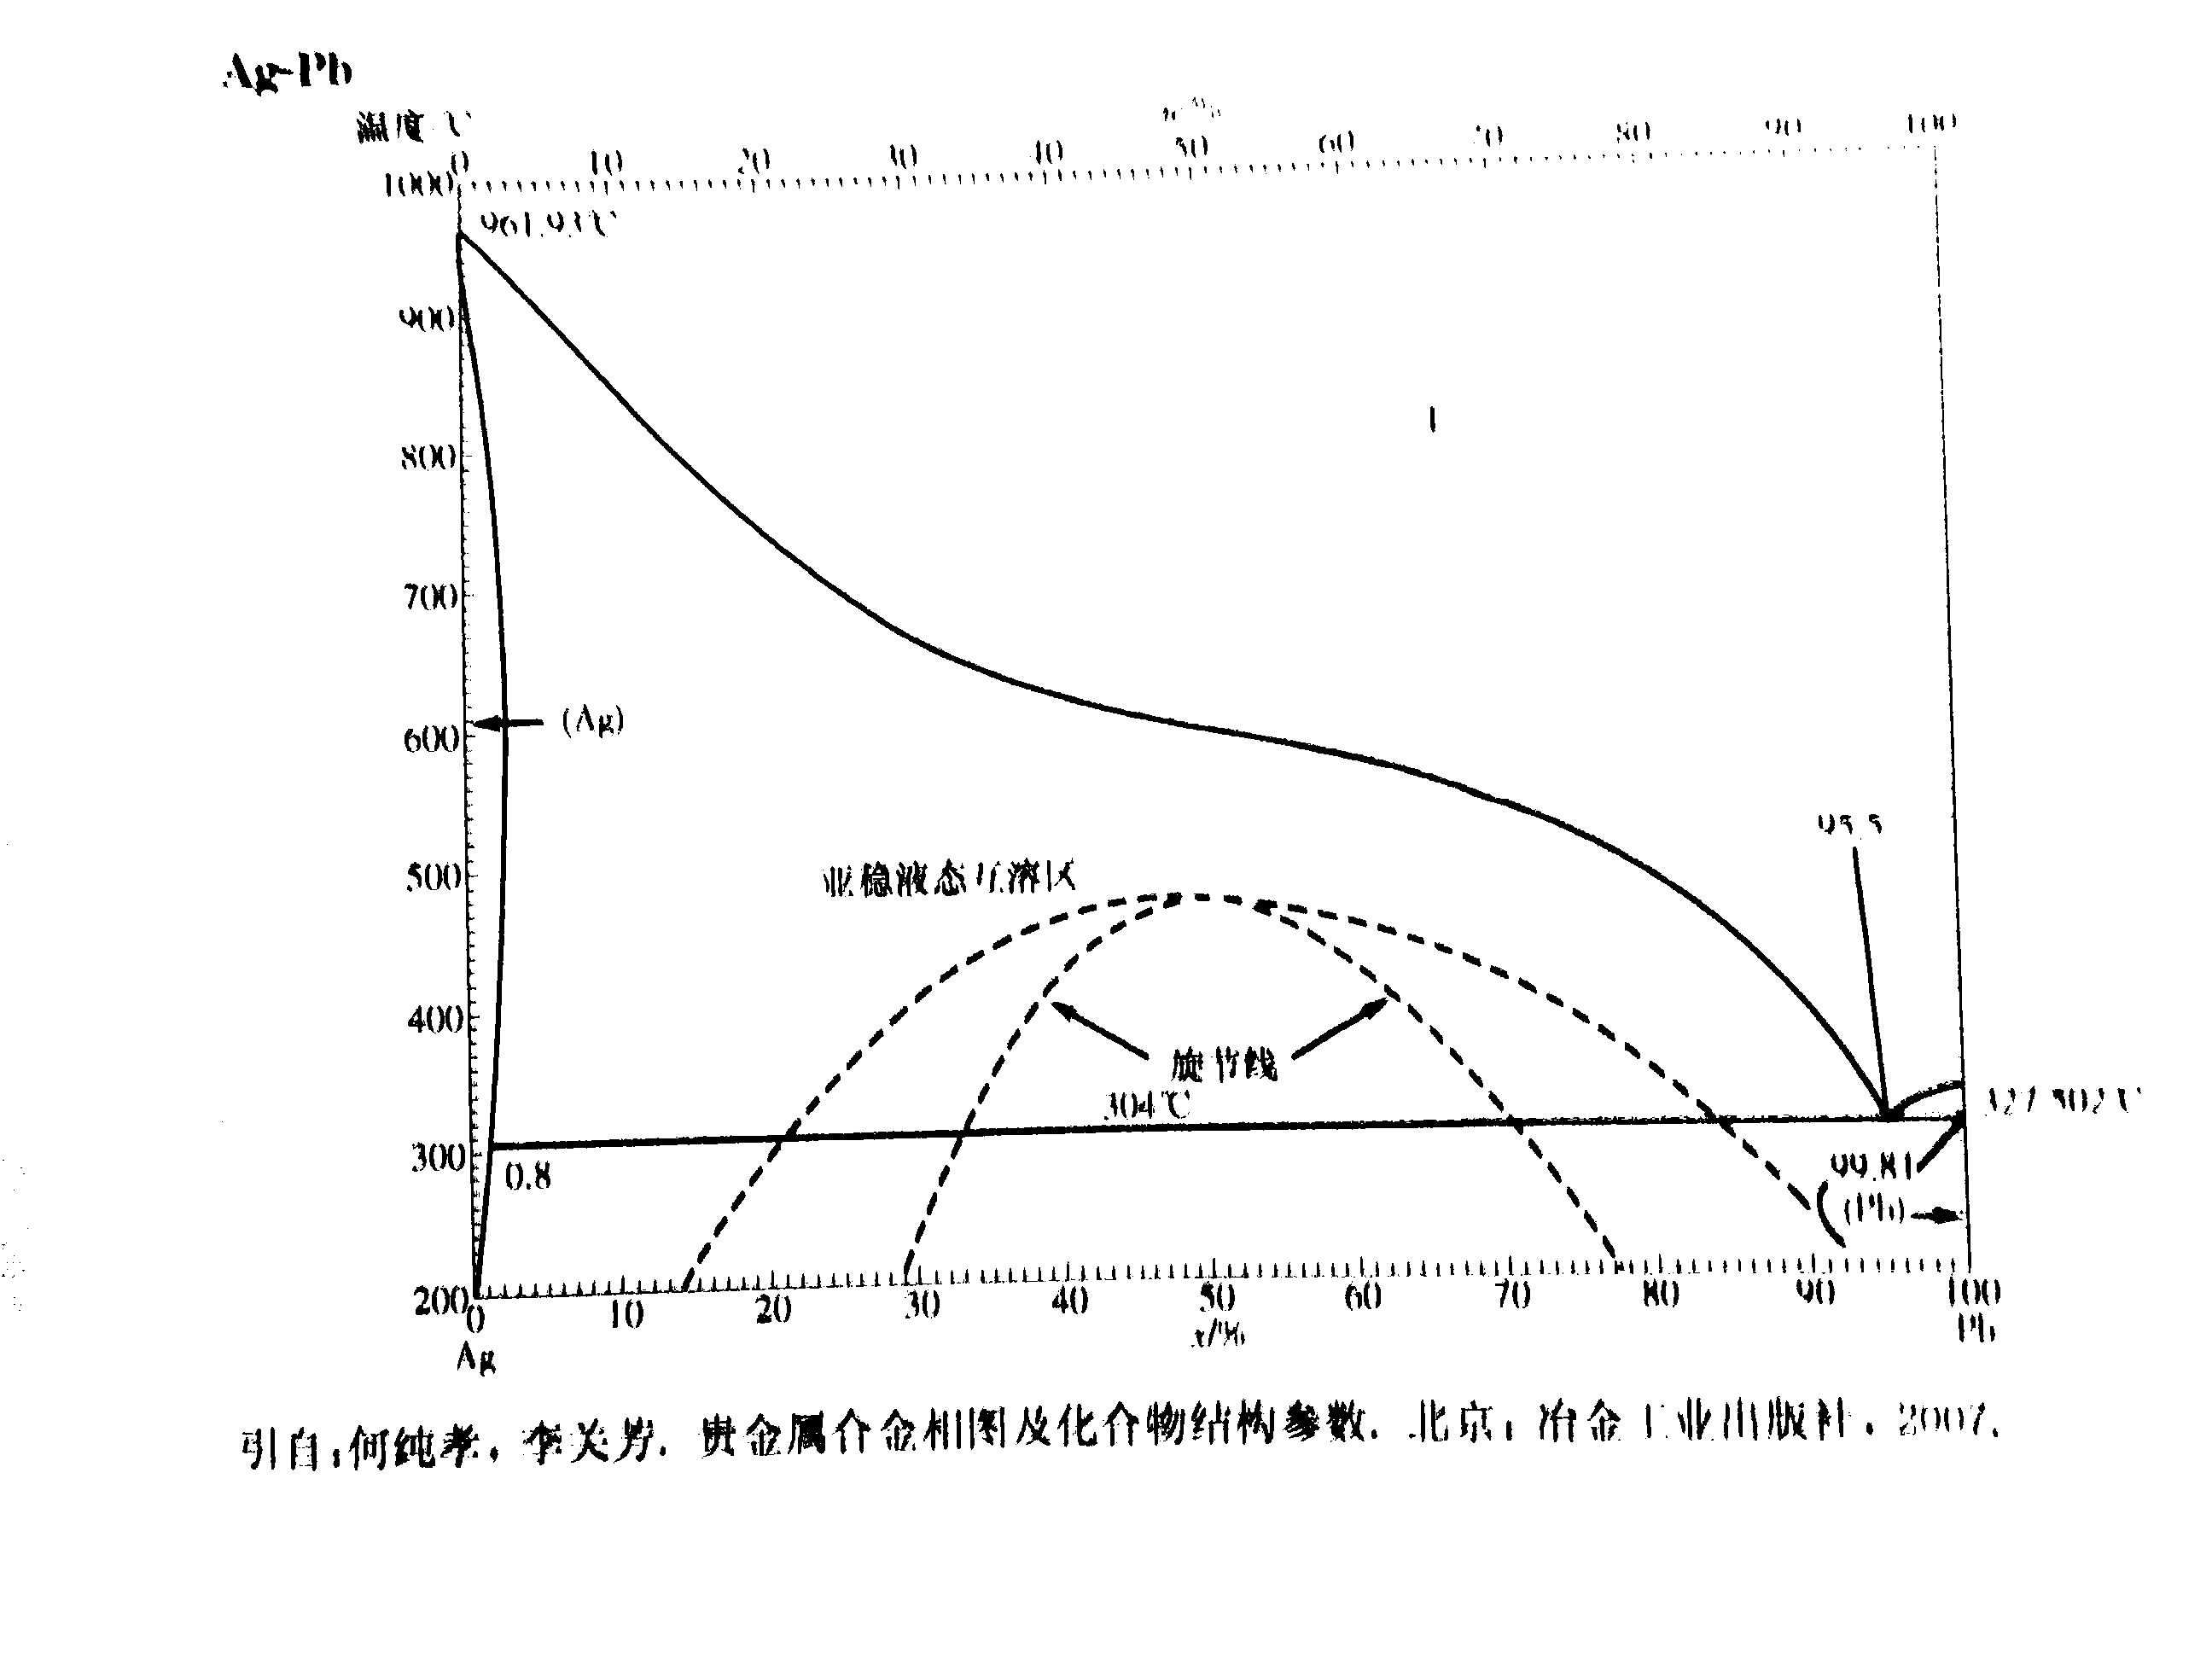 Ag-Pb
温度 ℃
0 10 20 30 40 50 60 70 80 90 100
1000
961.93℃
900
800
L
700
(Ag)
600
95.5
500
亚稳液态互溶区
400
旋节线
304℃
327.502℃
300
0.8
99.81
(Pb)
200
0 10 20 30 40 50 60 70 80 90 100
Ag
x/%
Pb
引自:何纯孝,李关芳. 贵金属合金相图及化合物结构参数. 北京:冶金工业出版社,2007.